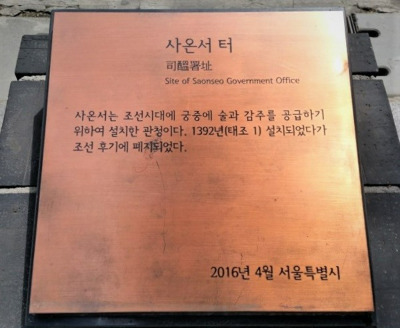 사온서 터
司醞署址
Site of Saonseo Government Office
사온서는 조선시대에 궁중에 술과 감주를 공급하기
위하여 설치한 관청이다. 1392년(태조 1) 설치되었다가
조선 후기에 폐지되었다.
2016년 4월 서울특별시